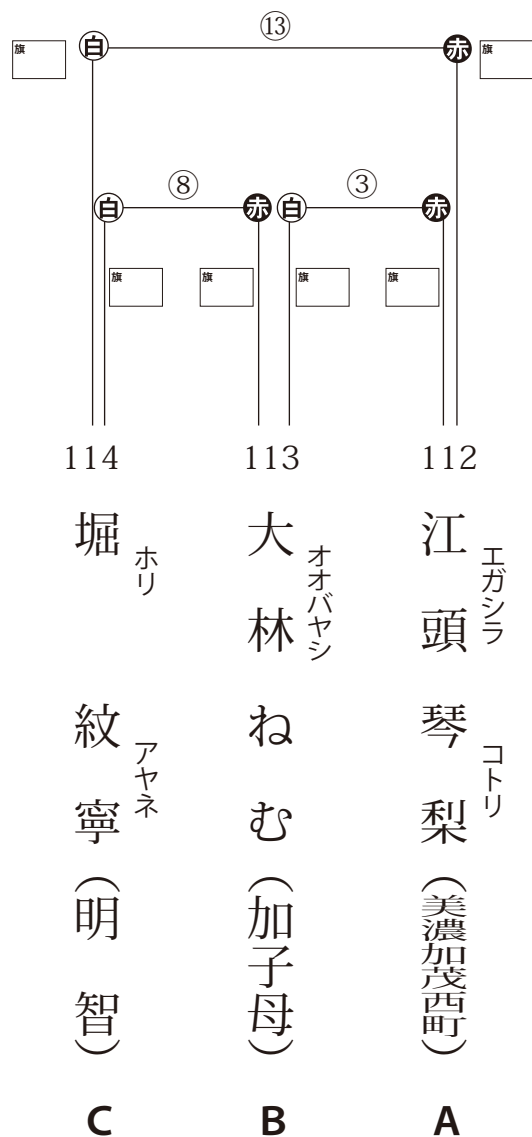 ⑬
旗 白 赤 旗
⑧ ③
白 赤 白 赤
旗 旗 旗 旗
114 113 112
江頭 琴梨(美濃加茂西町)
エガシラ コトリ
A
大林 ねむ(加子母)
オオバヤシ
B
堀 紋寧(明智)
ホリ アヤネ
C